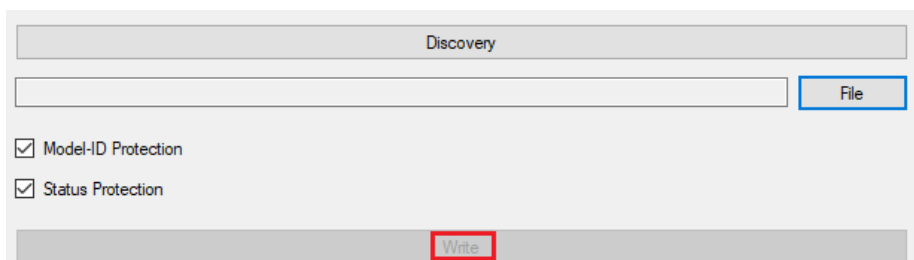 Discovery
File
Model-ID Protection
Status Protection
Write